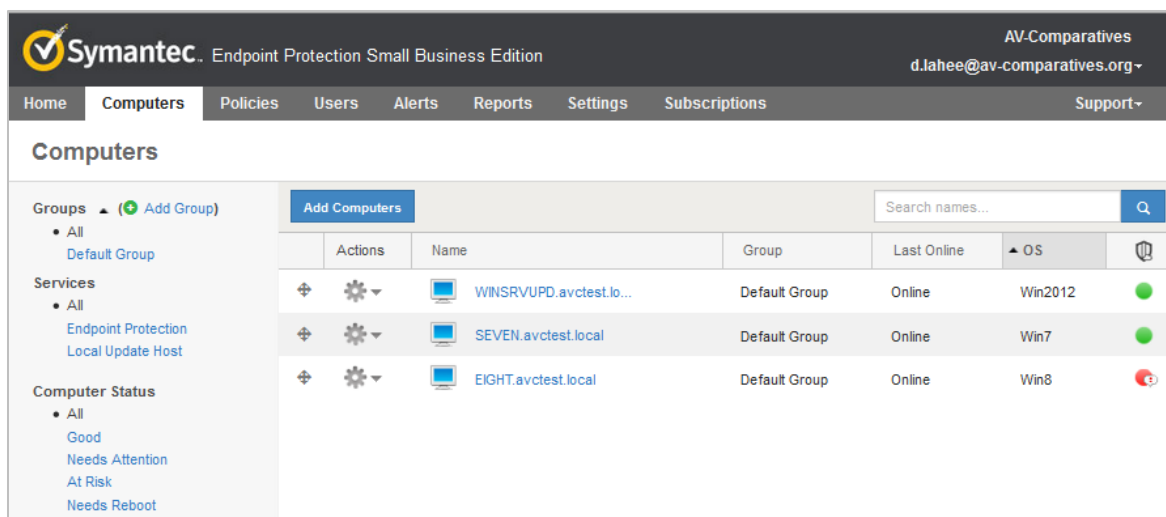 Symantec. Endpoint Protection Small Business Edition
AV-Comparatives
d.lahee@av-comparatives.org
Home Computers Policies Users Alerts Reports Settings Subscriptions Support
Computers
Groups (Add Group)
All
Default Group
Services
All
Endpoint Protection
Local Update Host
Computer Status
All
Good
Needs Attention
At Risk
Needs Reboot
Add Computers
Search names...
Actions Name Group Last Online OS
WINSRVUPD.avctest.lo... Default Group Online Win2012
SEVEN.avctest.local Default Group Online Win7
EIGHT.avctest.local Default Group Online Win8